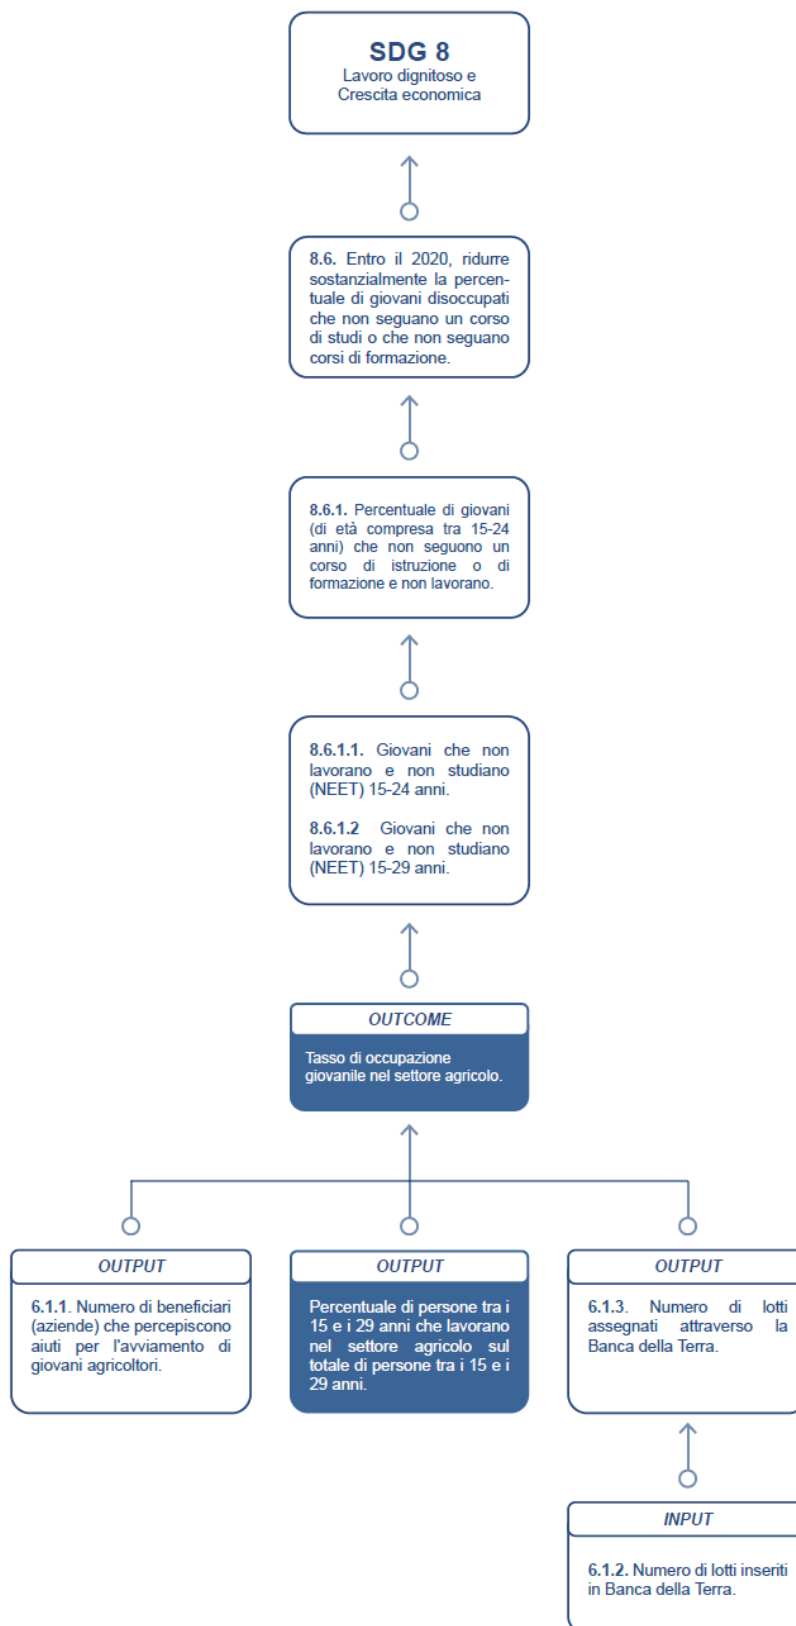 SDG 8
Lavoro dignitoso e
Crescita economica
8.6. Entro il 2020, ridurre
sostanzialmente la percen-
tuale di giovani disoccupati
che non seguano un corso
di studi o che non seguano
corsi di formazione.
8.6.1. Percentuale di giovani
(di età compresa tra 15-24
anni) che non seguono un
corso di istruzione o di
formazione e non lavorano.
8.6.1.1. Giovani che non
lavorano e non studiano
(NEET) 15-24 anni.
8.6.1.2 Giovani che non
lavorano e non studiano
(NEET) 15-29 anni.
OUTCOME
Tasso di occupazione
giovanile nel settore agricolo.
OUTPUT
6.1.1. Numero di beneficiari
(aziende) che percepiscono
aiuti per l'avviamento di
giovani agricoltori.
OUTPUT
Percentuale di persone tra i
15 e i 29 anni che lavorano
nel settore agricolo sul
totale di persone tra i 15 e i
29 anni.
OUTPUT
6.1.3. Numero di lotti
assegnati attraverso la
Banca della Terra.
INPUT
6.1.2. Numero di lotti inseriti
in Banca della Terra.